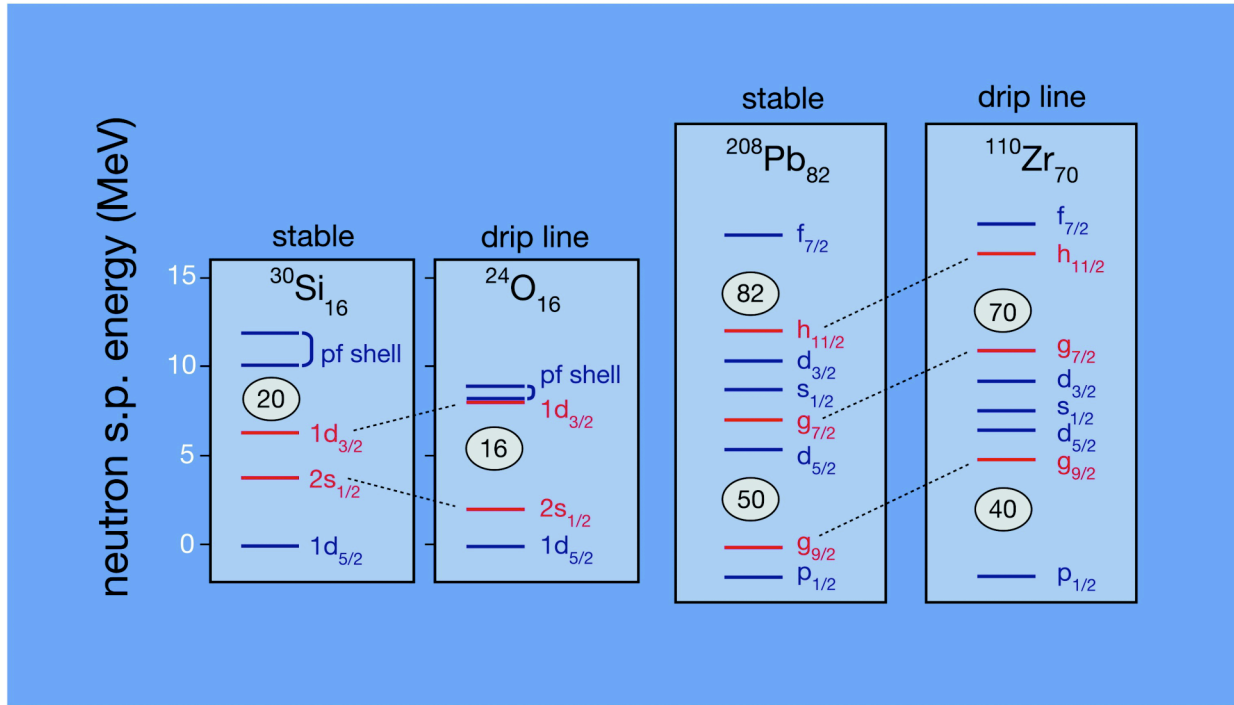 neutron s.p. energy (MeV)
15
10
5
0
stable
30Si16
pf shell
20
1d3/2
2s1/2
1d5/2
drip line
24O16
pf shell
1d3/2
16
2s1/2
1d5/2
stable
208Pb82
f7/2
82
h11/2
d3/2
s1/2
g7/2
d5/2
50
g9/2
p1/2
drip line
110Zr70
f7/2
h11/2
70
g7/2
d3/2
s1/2
d5/2
g9/2
40
p1/2